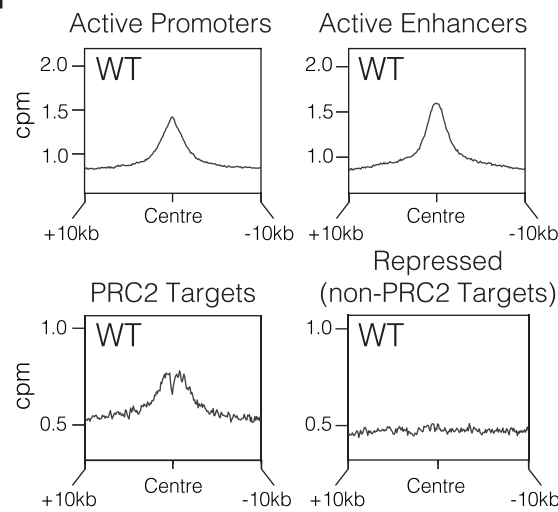 Active Promoters
WT
cpm
2.0
1.5
1.0
+10kb
Centre
-10kb
Active Enhancers
WT
2.0
1.5
1.0
+10kb
Centre
-10kb
PRC2 Targets
WT
cpm
1.0
0.5
+10kb
Centre
-10kb
Repressed
(non-PRC2 Targets)
WT
1.0
0.5
+10kb
Centre
-10kb